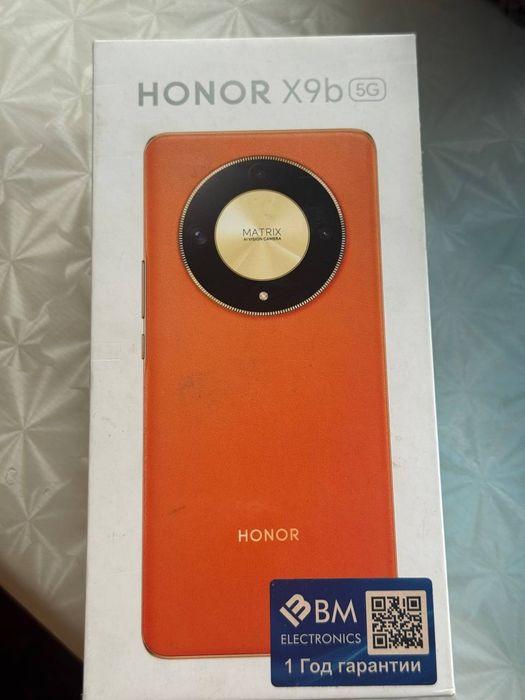 HONOR X9b 5G
MATRIX
AI VISION CAMERA
HONOR
BM
ELECTRONICS
1 Год гарантии